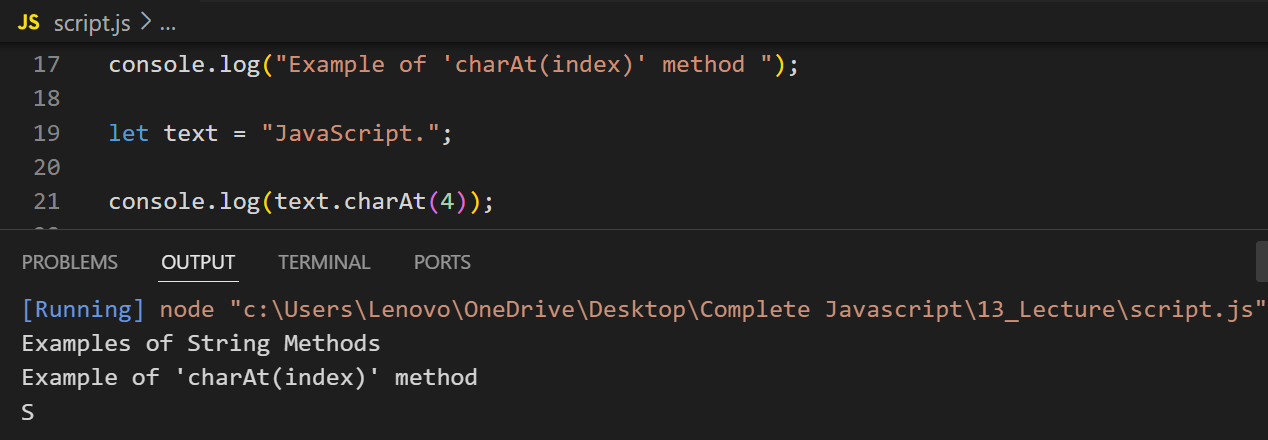 JS script.js > ...
17 console.log("Example of 'charAt(index)' method ");
18
19 let text = "JavaScript.";
20
21 console.log(text.charAt(4));
PROBLEMS OUTPUT TERMINAL PORTS
[Running] node "c:\Users\Lenovo\OneDrive\Desktop\Complete Javascript\13_Lecture\script.js"
Examples of String Methods
Example of 'charAt(index)' method
S